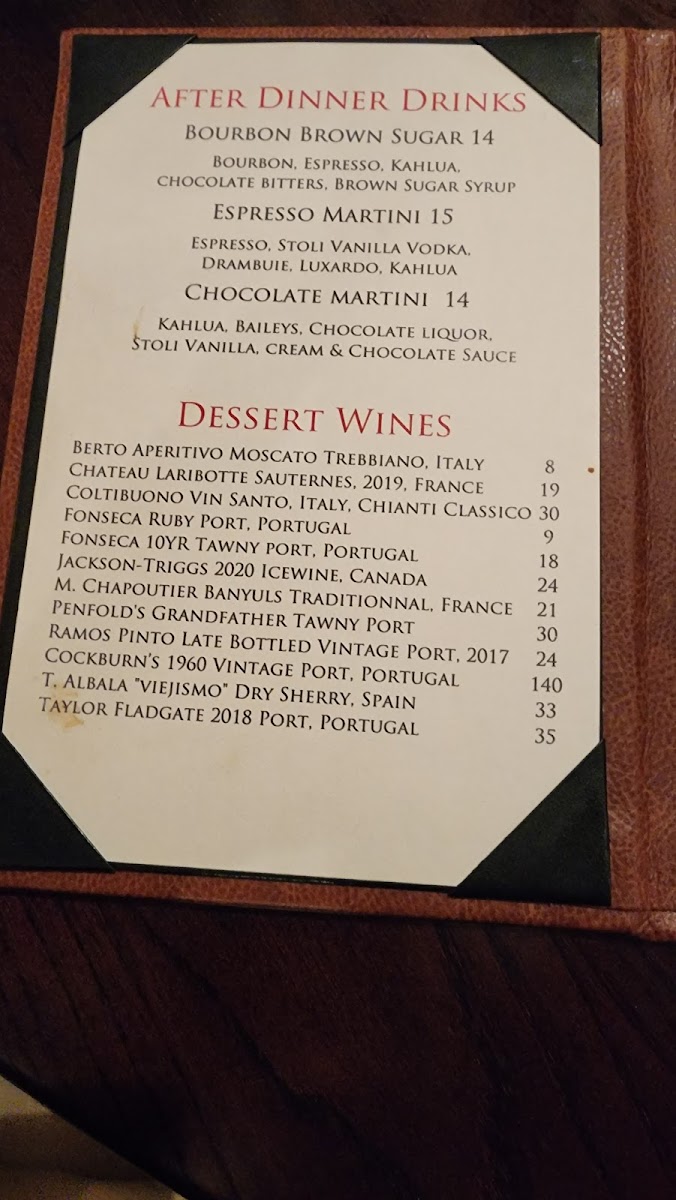 AFTER DINNER DRINKS
BOURBON BROWN SUGAR 14
BOURBON, ESPRESSO, KAHLUA,
CHOCOLATE BITTERS, BROWN SUGAR SYRUP
ESPRESSO MARTINI 15
ESPRESSO, STOLI VANILLA VODKA,
DRAMBUIE, LUXARDO, KAHLUA
CHOCOLATE MARTINI 14
KAHLUA, BAILEYS, CHOCOLATE LIQUOR,
STOLI VANILLA, CREAM & CHOCOLATE SAUCE
DESSERT WINES
BERTO APERITIVO MOSCATO TREBBIANO, ITALY 8
CHATEAU LARIBOTTE SAUTERNES, 2019, FRANCE 19
COLTIBUONO VIN SANTO, ITALY, CHIANTI CLASSICO 30
FONSECA RUBY PORT, PORTUGAL 9
FONSECA 10YR TAWNY PORT, PORTUGAL 18
JACKSON-TRIGGS 2020 ICEWINE, CANADA 24
M. CHAPOUTIER BANYULS TRADITIONNAL, FRANCE 21
PENFOLD'S GRANDFATHER TAWNY PORT 30
RAMOS PINTO LATE BOTTLED VINTAGE PORT, 2017 24
COCKBURN'S 1960 VINTAGE PORT, PORTUGAL 140
T. ALBALA "VIEJISMO" DRY SHERRY, SPAIN 33
TAYLOR FLADGATE 2018 PORT, PORTUGAL 35